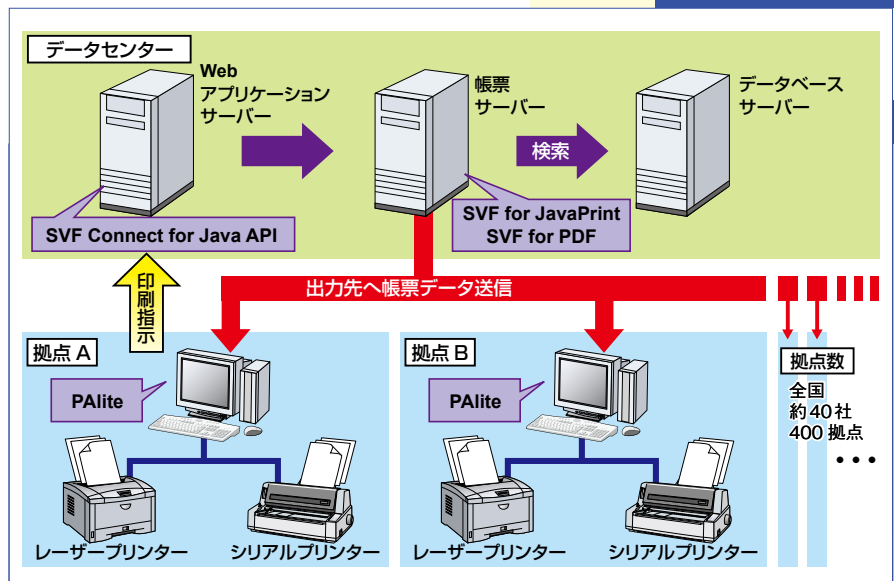 データセンター
Web
アプリケーション
サーバー
帳票
サーバー
データベース
サーバー
検索
SVF Connect for Java API
SVF for JavaPrint
SVF for PDF
印刷指示
出力先へ帳票データ送信
拠点 A
PAlite
レーザープリンター
シリアルプリンター
拠点 B
PAlite
レーザープリンター
シリアルプリンター
拠点数
全国
約40社
400 拠点
・・・